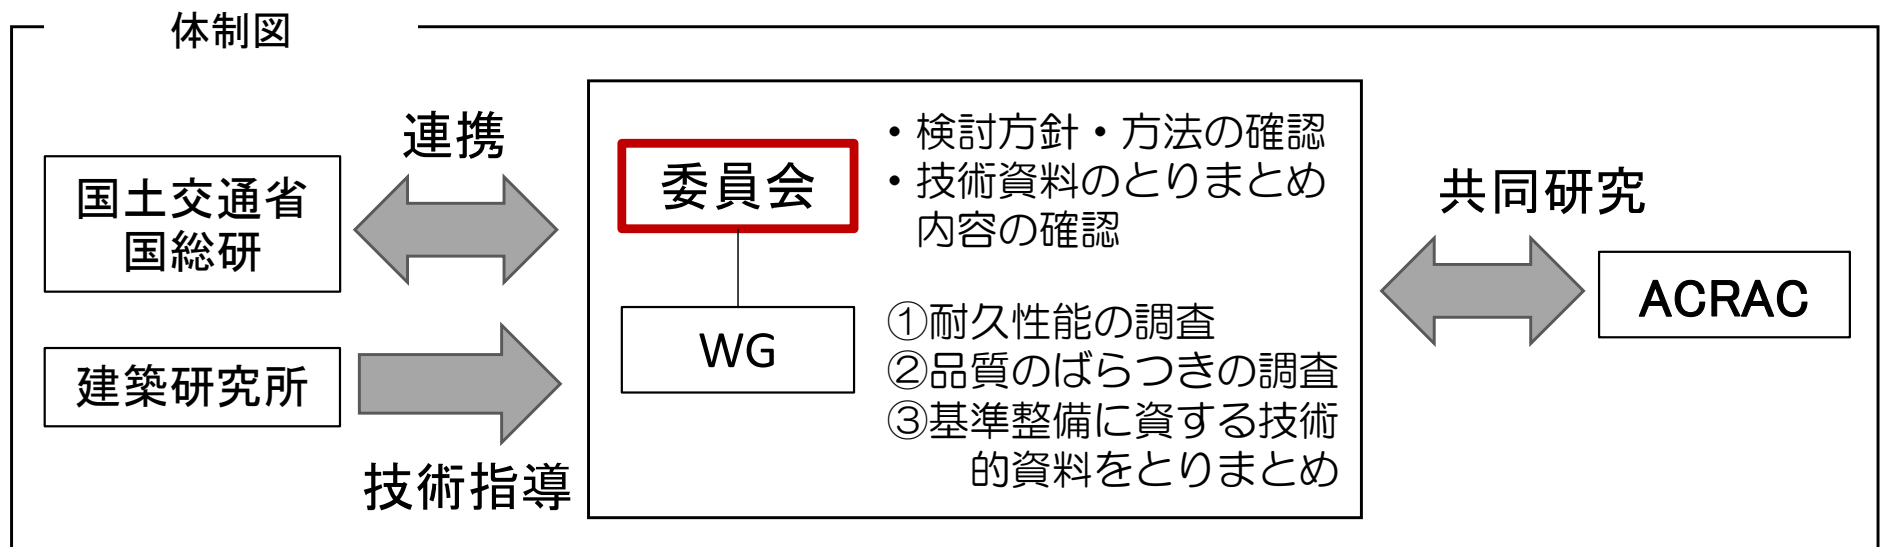 体制図
連携
国土交通省
国総研
建築研究所
技術指導
委員会
・検討方針・方法の確認
・技術資料のとりまとめ
内容の確認
WG
①耐久性能の調査
②品質のばらつきの調査
③基準整備に資する技術
的資料をとりまとめ
共同研究
ACRAC